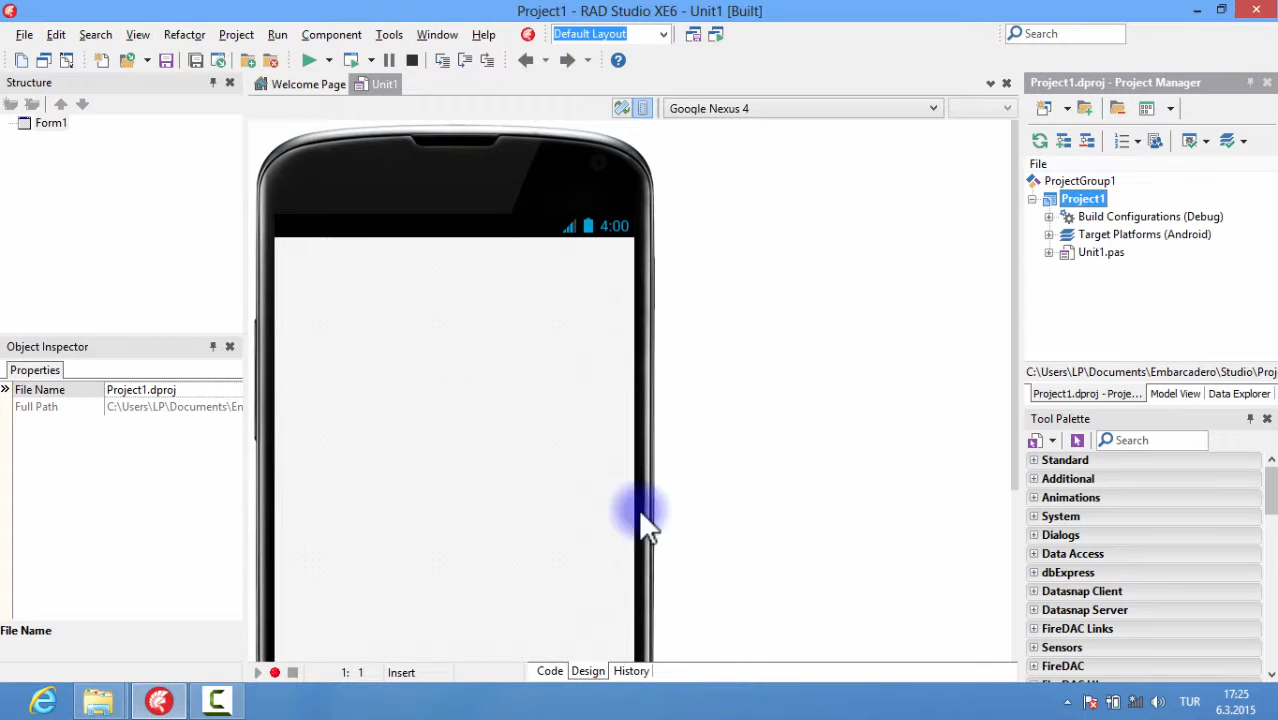 Project1 - RAD Studio XE6 - Unit1 [Built]
File Edit Search View Refactor Project Run Component Tools Window Help
Default Layout
Search
Structure
Form1
Welcome Page
Unit1
Google Nexus 4
4:00
Object Inspector
Properties
File Name Project1.dproj
Full Path C:\Users\LP\Documents\En
File Name
1: 1
Insert
Code Design History
Project1.dproj - Project Manager
File
ProjectGroup1
Project1
Build Configurations (Debug)
Target Platforms (Android)
Unit1.pas
C:\Users\LP\Documents\Embarcadero\Studio\Proj
Project1.dproj - Proje... Model View Data Explorer
Tool Palette
Search
Standard
Additional
Animations
System
Dialogs
Data Access
dbExpress
Datasnap Client
Datasnap Server
FireDAC Links
Sensors
FireDAC
TUR
17:25
6.3.2015